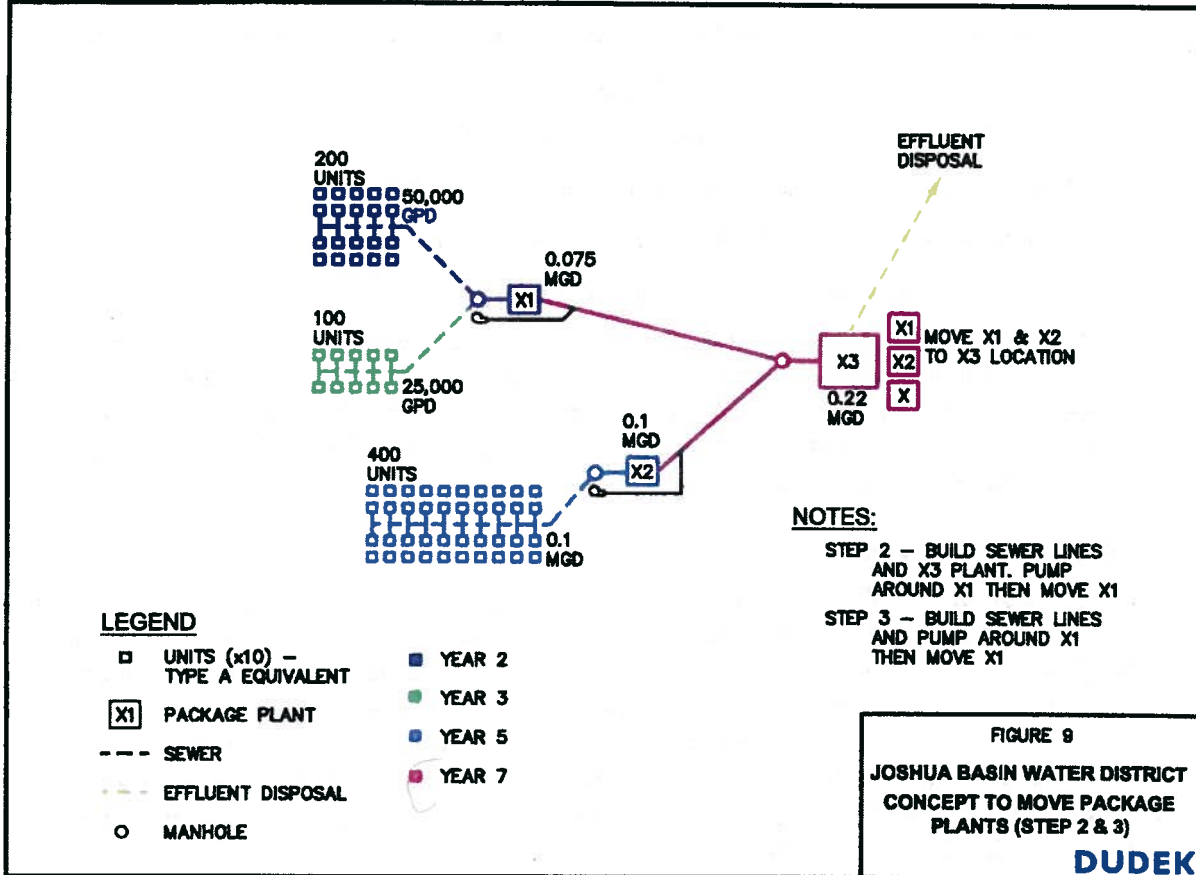 EFFLUENT
DISPOSAL
200
UNITS
50,000
GPD
0.075
MGD
X1
100
UNITS
25,000
GPD
X3
0.22
MGD
X1
X2
X
MOVE X1 & X2
TO X3 LOCATION
0.1
MGD
X2
400
UNITS
0.1
MGD
NOTES:
STEP 2 – BUILD SEWER LINES
AND X3 PLANT. PUMP
AROUND X1 THEN MOVE X1
STEP 3 – BUILD SEWER LINES
AND PUMP AROUND X1
THEN MOVE X1
LEGEND
UNITS (x10) –
TYPE A EQUIVALENT
X1 PACKAGE PLANT
SEWER
EFFLUENT DISPOSAL
MANHOLE
YEAR 2
YEAR 3
YEAR 5
YEAR 7
FIGURE 9
JOSHUA BASIN WATER DISTRICT
CONCEPT TO MOVE PACKAGE
PLANTS (STEP 2 & 3)
DUDEK